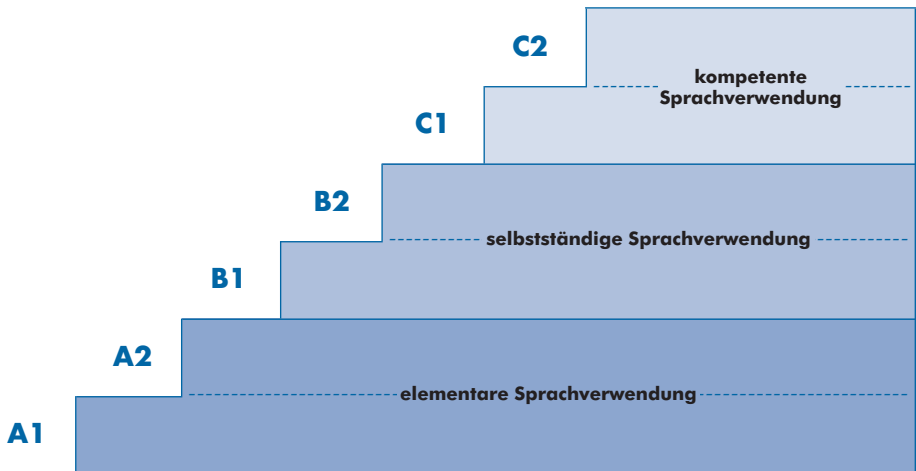 C2
kompetente
Sprachverwendung
C1
B2
selbstständige Sprachverwendung
B1
A2
elementare Sprachverwendung
A1